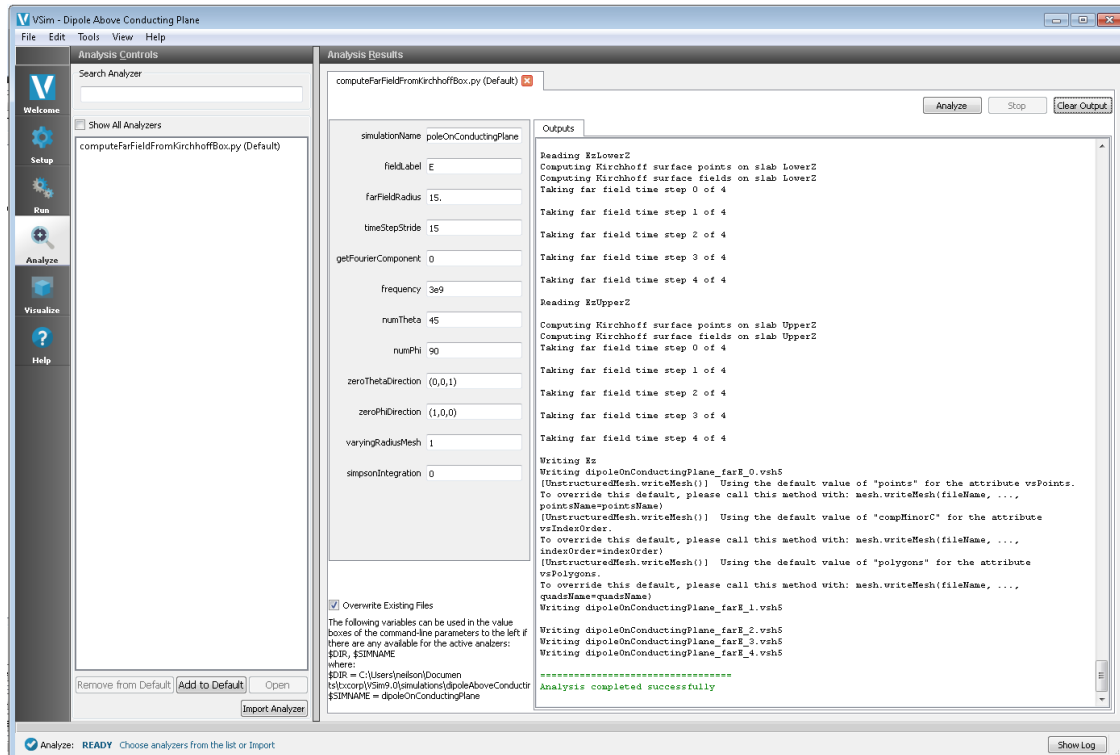 VSim - Dipole Above Conducting Plane
File Edit Tools View Help
Analysis Controls
Search Analyzer
Show All Analyzers
computeFarFieldFromKirchhoffBox.py (Default)
Remove from Default
Add to Default
Open
Import Analyzer
Welcome
Setup
Run
Analyze
Visualize
Help
Analysis Results
computeFarFieldFromKirchhoffBox.py (Default)
Analyze
Stop
Clear Output
simulationName poleOnConductingPlane
fieldLabel E
farFieldRadius 15.
timeStepStride 15
getFourierComponent 0
frequency 3e9
numTheta 45
numPhi 90
zeroThetaDirection (0,0,1)
zeroPhiDirection (1,0,0)
varyingRadiusMesh 1
simpsonIntegration 0
Overwrite Existing Files
The following variables can be used in the value
boxes of the command-line parameters to the left if
there are any available for the active analzers:
$DIR, $SIMNAME
where:
$DIR = C:\Users\neilson\Documen
ts\txcorp\VSim9.0\simulations\dipoleAboveConductir
$SIMNAME = dipoleOnConductingPlane
Outputs
Reading EzLowerZ
Computing Kirchhoff surface points on slab LowerZ
Computing Kirchhoff surface fields on slab LowerZ
Taking far field time step 0 of 4
Taking far field time step 1 of 4
Taking far field time step 2 of 4
Taking far field time step 3 of 4
Taking far field time step 4 of 4
Reading EzUpperZ
Computing Kirchhoff surface points on slab UpperZ
Computing Kirchhoff surface fields on slab UpperZ
Taking far field time step 0 of 4
Taking far field time step 1 of 4
Taking far field time step 2 of 4
Taking far field time step 3 of 4
Taking far field time step 4 of 4
Writing Ez
Writing dipoleOnConductingPlane_farE_0.vsh5
[UnstructuredMesh.writeMesh()] Using the default value of "points" for the attribute vsPoints.
To override this default, please call this method with: mesh.writeMesh(fileName, ...,
pointsName=pointsName)
[UnstructuredMesh.writeMesh()] Using the default value of "compMinorC" for the attribute
vsIndexOrder.
To override this default, please call this method with: mesh.writeMesh(fileName, ...,
indexOrder=indexOrder)
[UnstructuredMesh.writeMesh()] Using the default value of "polygons" for the attribute
vsPolygons.
To override this default, please call this method with: mesh.writeMesh(fileName, ...,
quadsName=quadsName)
Writing dipoleOnConductingPlane_farE_1.vsh5
Writing dipoleOnConductingPlane_farE_2.vsh5
Writing dipoleOnConductingPlane_farE_3.vsh5
Writing dipoleOnConductingPlane_farE_4.vsh5
================================
Analysis completed successfully
Analyze: READY Choose analyzers from the list or Import
Show Log